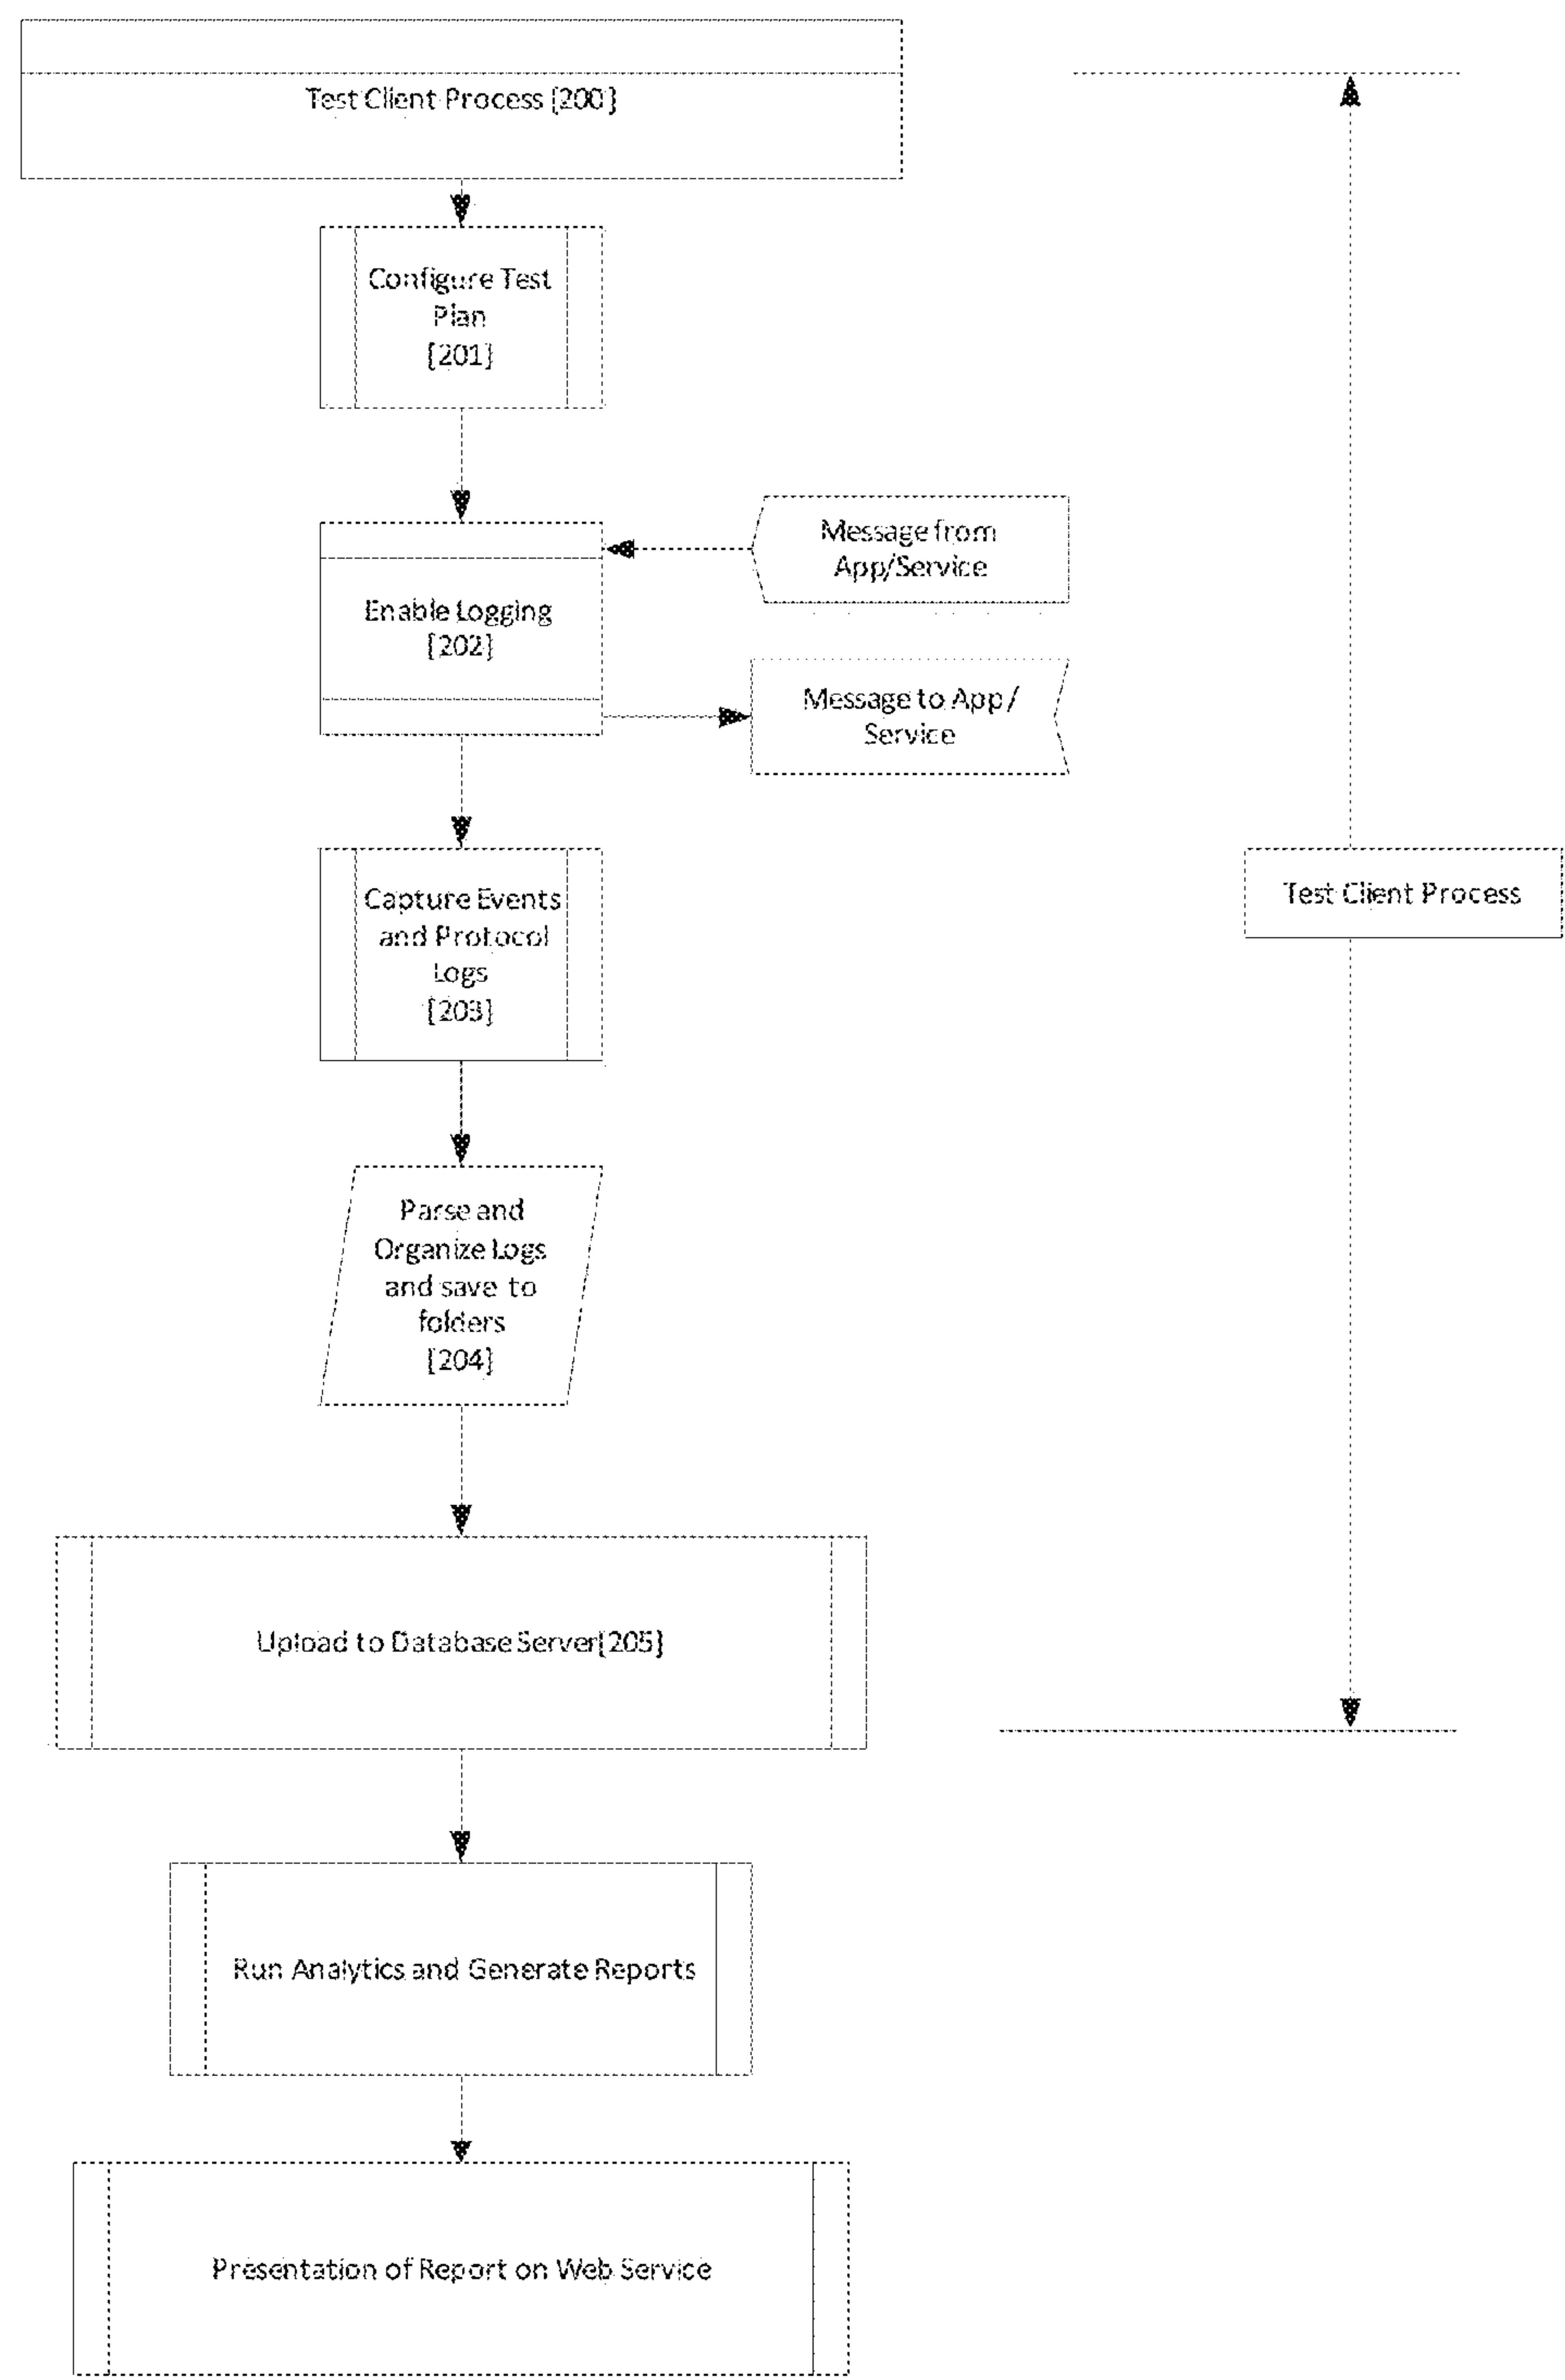 Test Client Process [200]
Configure Test
Plan
[201]
Message from
App/Service
Enable Logging
[202]
Message to App/
Service
Capture Events
and Protocol
Logs
[203]
Test Client Process
Parse and
Organize Logs
and save to
folders
[204]
Upload to Database Server[205]
Run Analytics and Generate Reports
Presentation of Report on Web Service